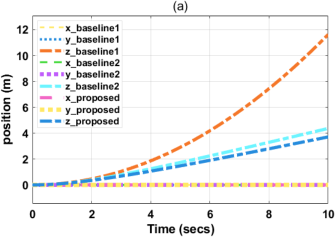 (a)
12
10
8
6
4
2
0
x_baseline1
y_baseline1
z_baseline1
x_baseline2
y_baseline2
z_baseline2
x_proposed
y_proposed
z_proposed
position (m)
0 2 4 6 8 10
Time (secs)